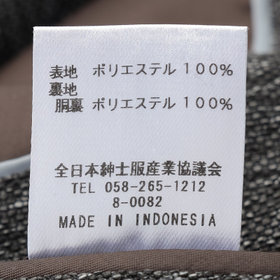 表地 ポリエステル 100%
裏地
胴裏 ポリエステル 100%
全日本紳士服産業協議会
TEL 058-265-1212
8-0082
MADE IN INDONESIA